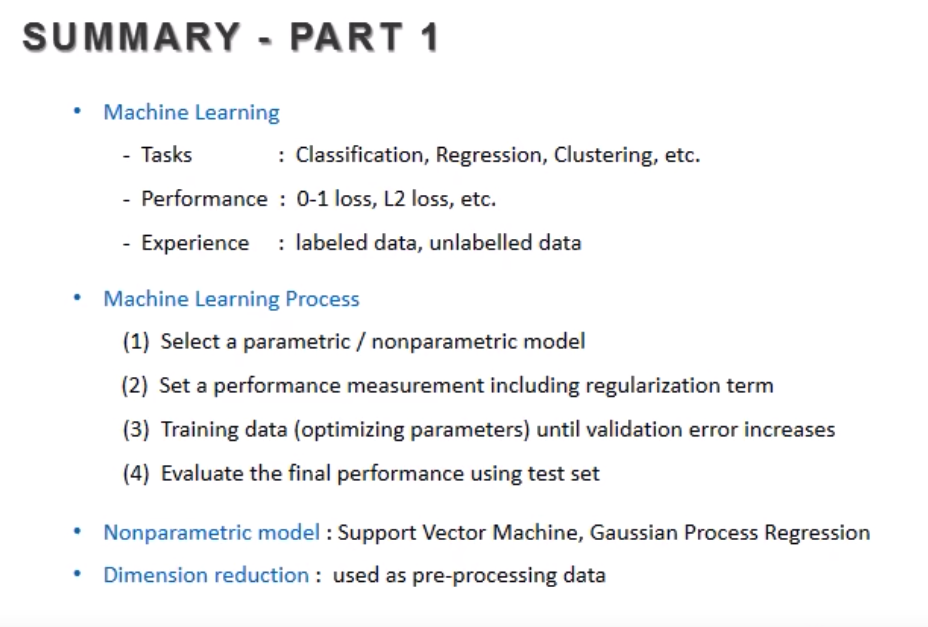 SUMMARY - PART 1
• Machine Learning
- Tasks : Classification, Regression, Clustering, etc.
- Performance : 0-1 loss, L2 loss, etc.
- Experience : labeled data, unlabelled data
• Machine Learning Process
(1) Select a parametric / nonparametric model
(2) Set a performance measurement including regularization term
(3) Training data (optimizing parameters) until validation error increases
(4) Evaluate the final performance using test set
• Nonparametric model : Support Vector Machine, Gaussian Process Regression
• Dimension reduction : used as pre-processing data